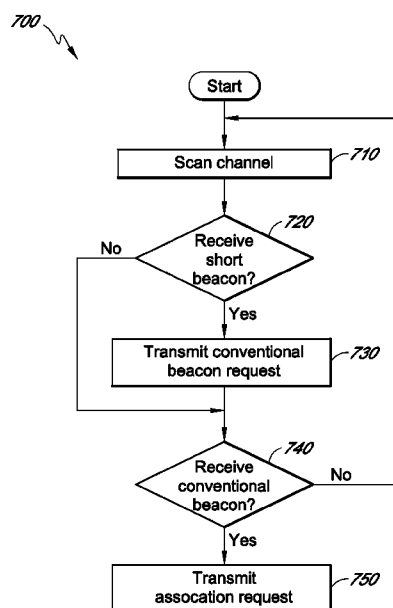 700
Start
Scan channel
710
720
Receive
short
beacon?
No
Yes
Transmit conventional
beacon request
730
740
Receive
conventional
beacon?
No
Yes
Transmit
assocation request
750